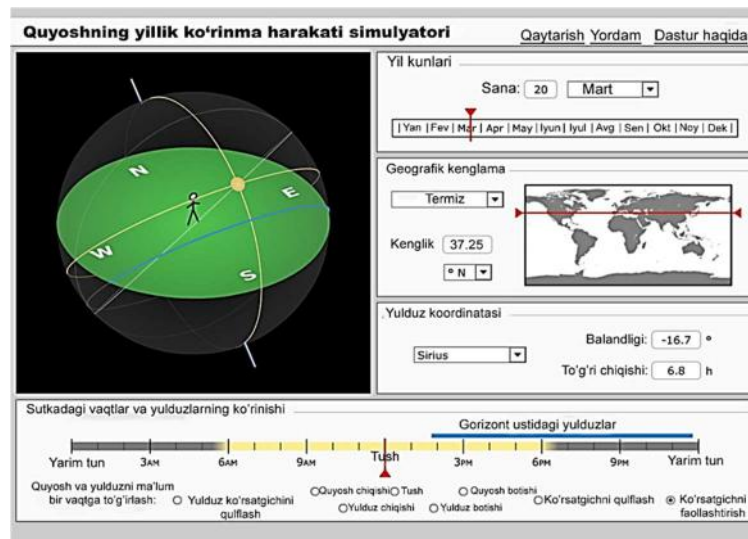 Quyoshning yillik ko‘rinma harakati simulyatori
Qaytarish Yordam Dastur haqida
N
E
W
S
Yil kunlari
Sana: 20 Mart
| Yan | Fev | Mar | Apr | May | Iyun | Iyul | Avg | Sen | Okt | Noy | Dek |
Geografik kenglama
Termiz
Kenglik 37.25
° N
Yulduz koordinatasi
Sirius
Balandligi: -16.7 °
To'g'ri chiqishi: 6.8 h
Sutkadagi vaqtlar va yulduzlarning ko'rinishi
Gorizont ustidagi yulduzlar
Yarim tun 3AM 6AM 9AM Tush 3PM 6PM 9PM Yarim tun
Quyosh va yulduzni ma'lum bir vaqtga to'g'irlash:
Yulduz ko'rsatgichini qulflash
Quyosh chiqishi Tush Quyosh botishi
Yulduz chiqishi Yulduz botishi
Ko'rsatgichni qulflash
Ko'rsatgichni faollashtirish